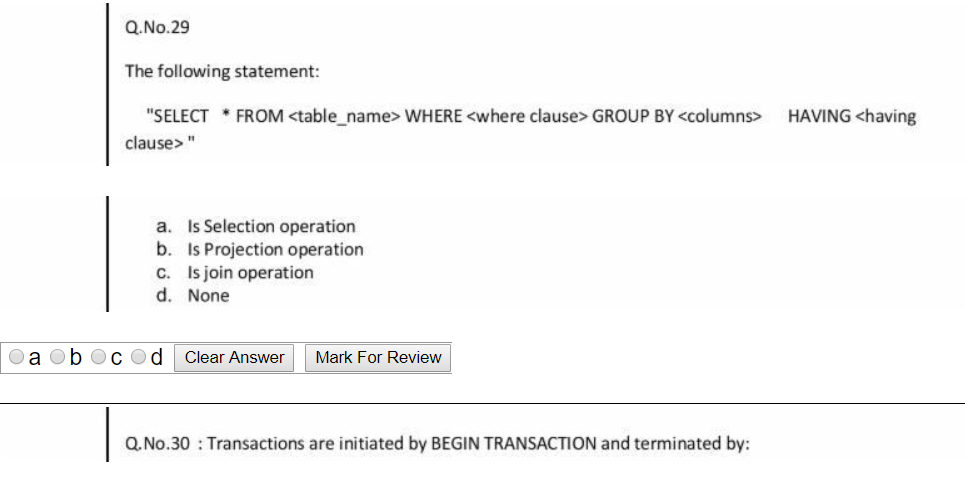 Q.No.29
The following statement:
"SELECT * FROM <table_name> WHERE <where clause> GROUP BY <columns> HAVING <having
clause> "
a. Is Selection operation
b. Is Projection operation
c. Is join operation
d. None
a b c d Clear Answer Mark For Review
Q.No.30 : Transactions are initiated by BEGIN TRANSACTION and terminated by: